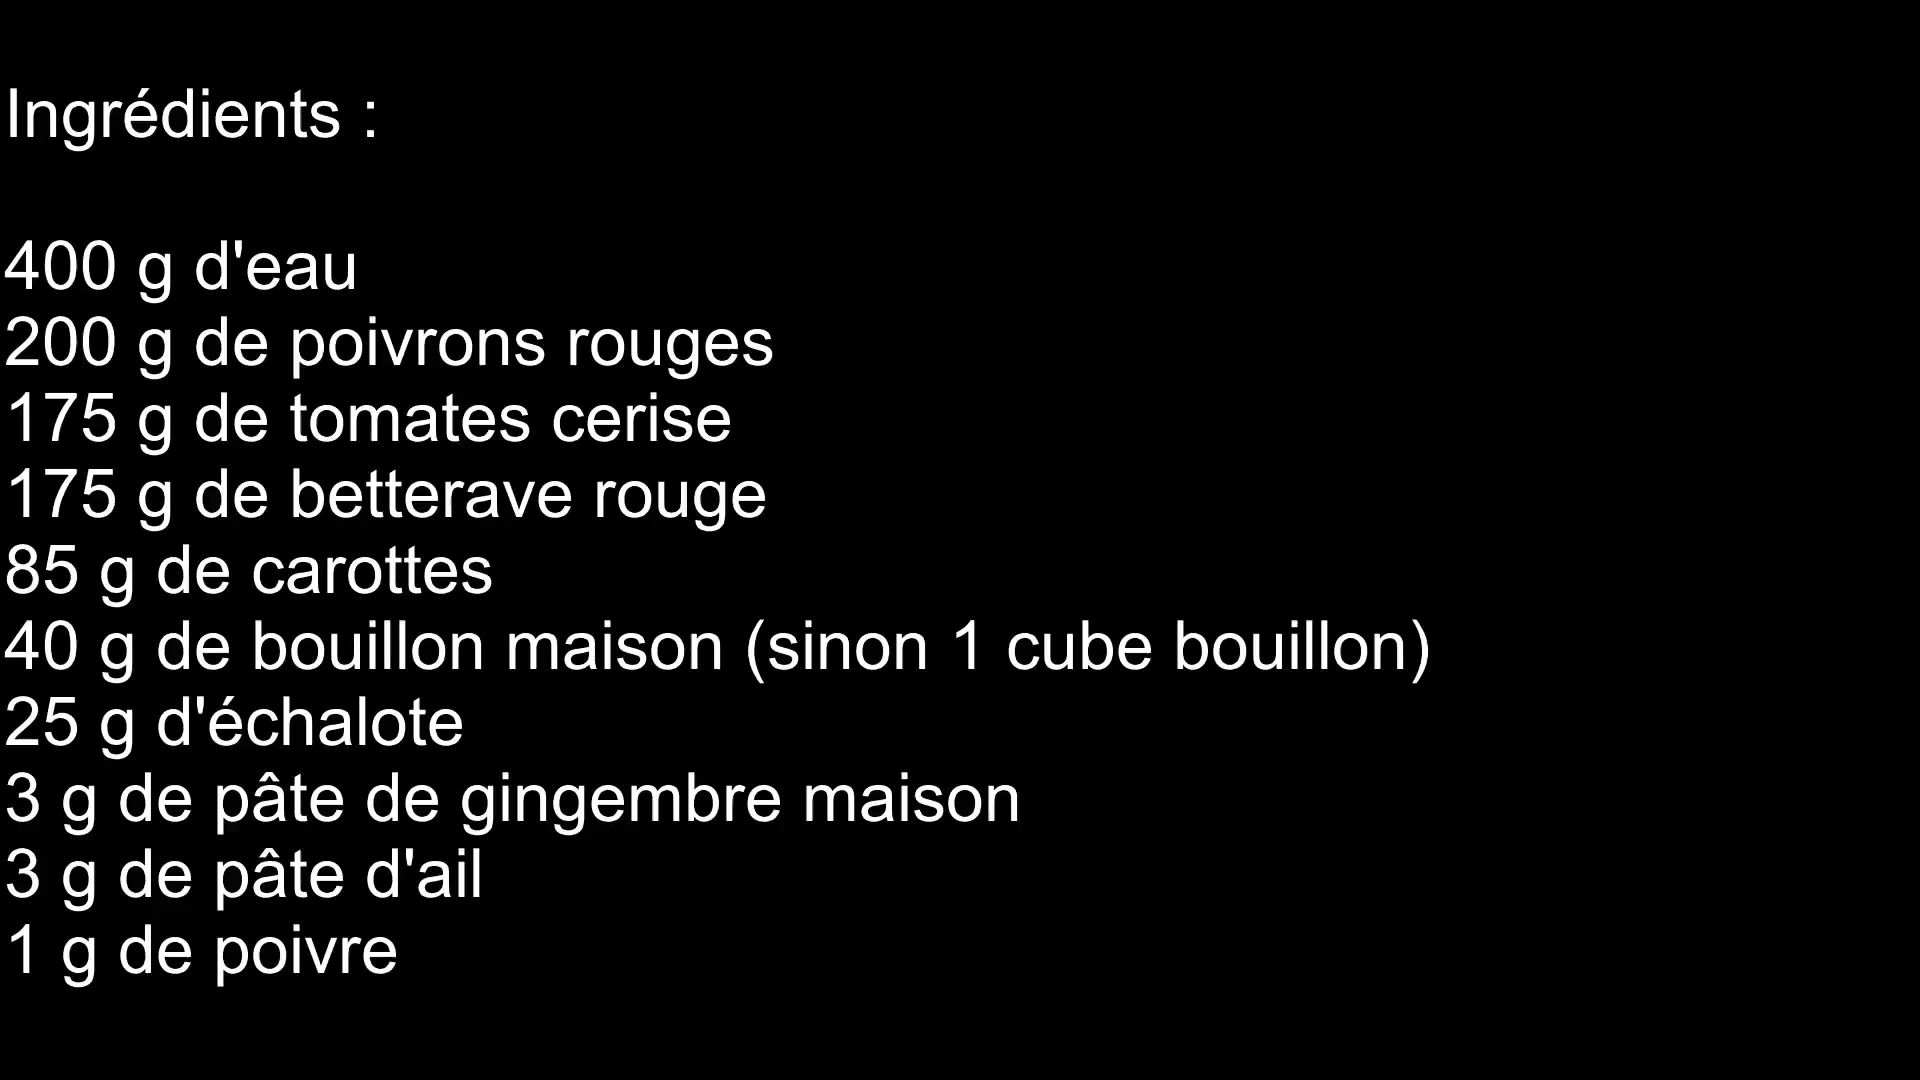 Ingrédients :
400 g d'eau
200 g de poivrons rouges
175 g de tomates cerise
175 g de betterave rouge
85 g de carottes
40 g de bouillon maison (sinon 1 cube bouillon)
25 g d'échalote
3 g de pâte de gingembre maison
3 g de pâte d'ail
1 g de poivre